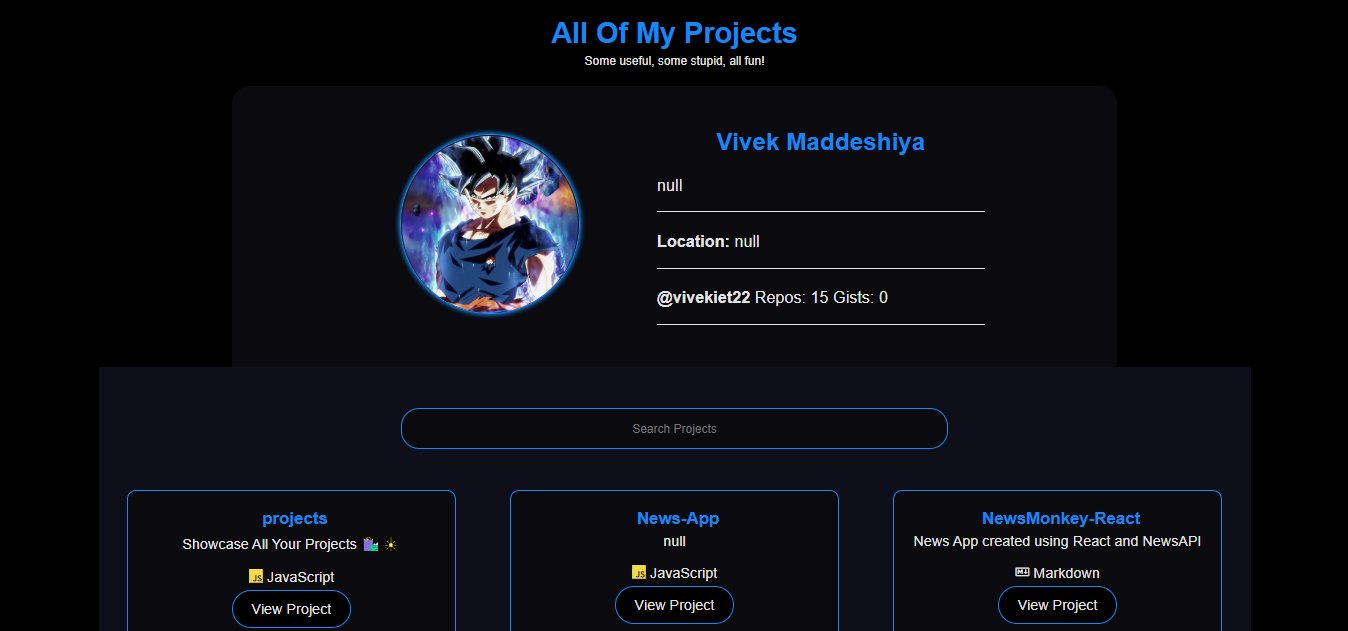 All Of My Projects
Some useful, some stupid, all fun!
Vivek Maddeshiya
null
Location: null
@vivekiet22 Repos: 15 Gists: 0
Search Projects
projects
Showcase All Your Projects 🛍️ ☀️
JS JavaScript
View Project
News-App
null
JS JavaScript
View Project
NewsMonkey-React
News App created using React and NewsAPI
Markdown
View Project